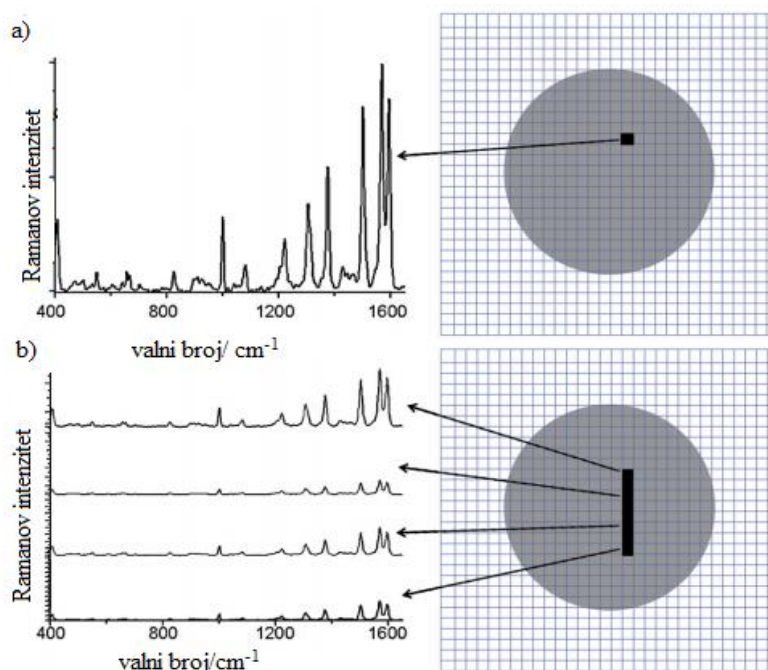 a)
Ramanov intenzitet
400
800
1200
1600
valni broj/ cm-1
b)
Ramanov intenzitet
400
800
1200
1600
valni broj/cm-1